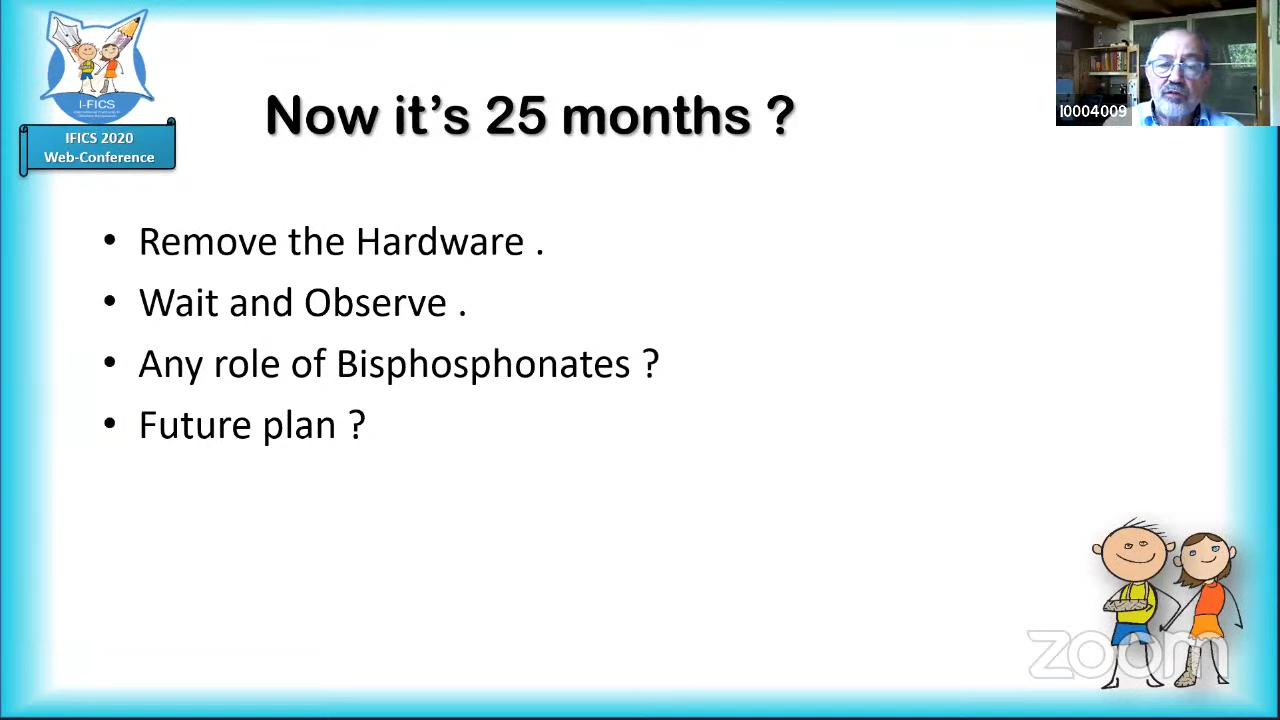 I-FICS
IFICS 2020
Web-Conference
Now it's 25 months ?
I0004009
• Remove the Hardware .
• Wait and Observe .
• Any role of Bisphosphonates ?
• Future plan ?
zoom